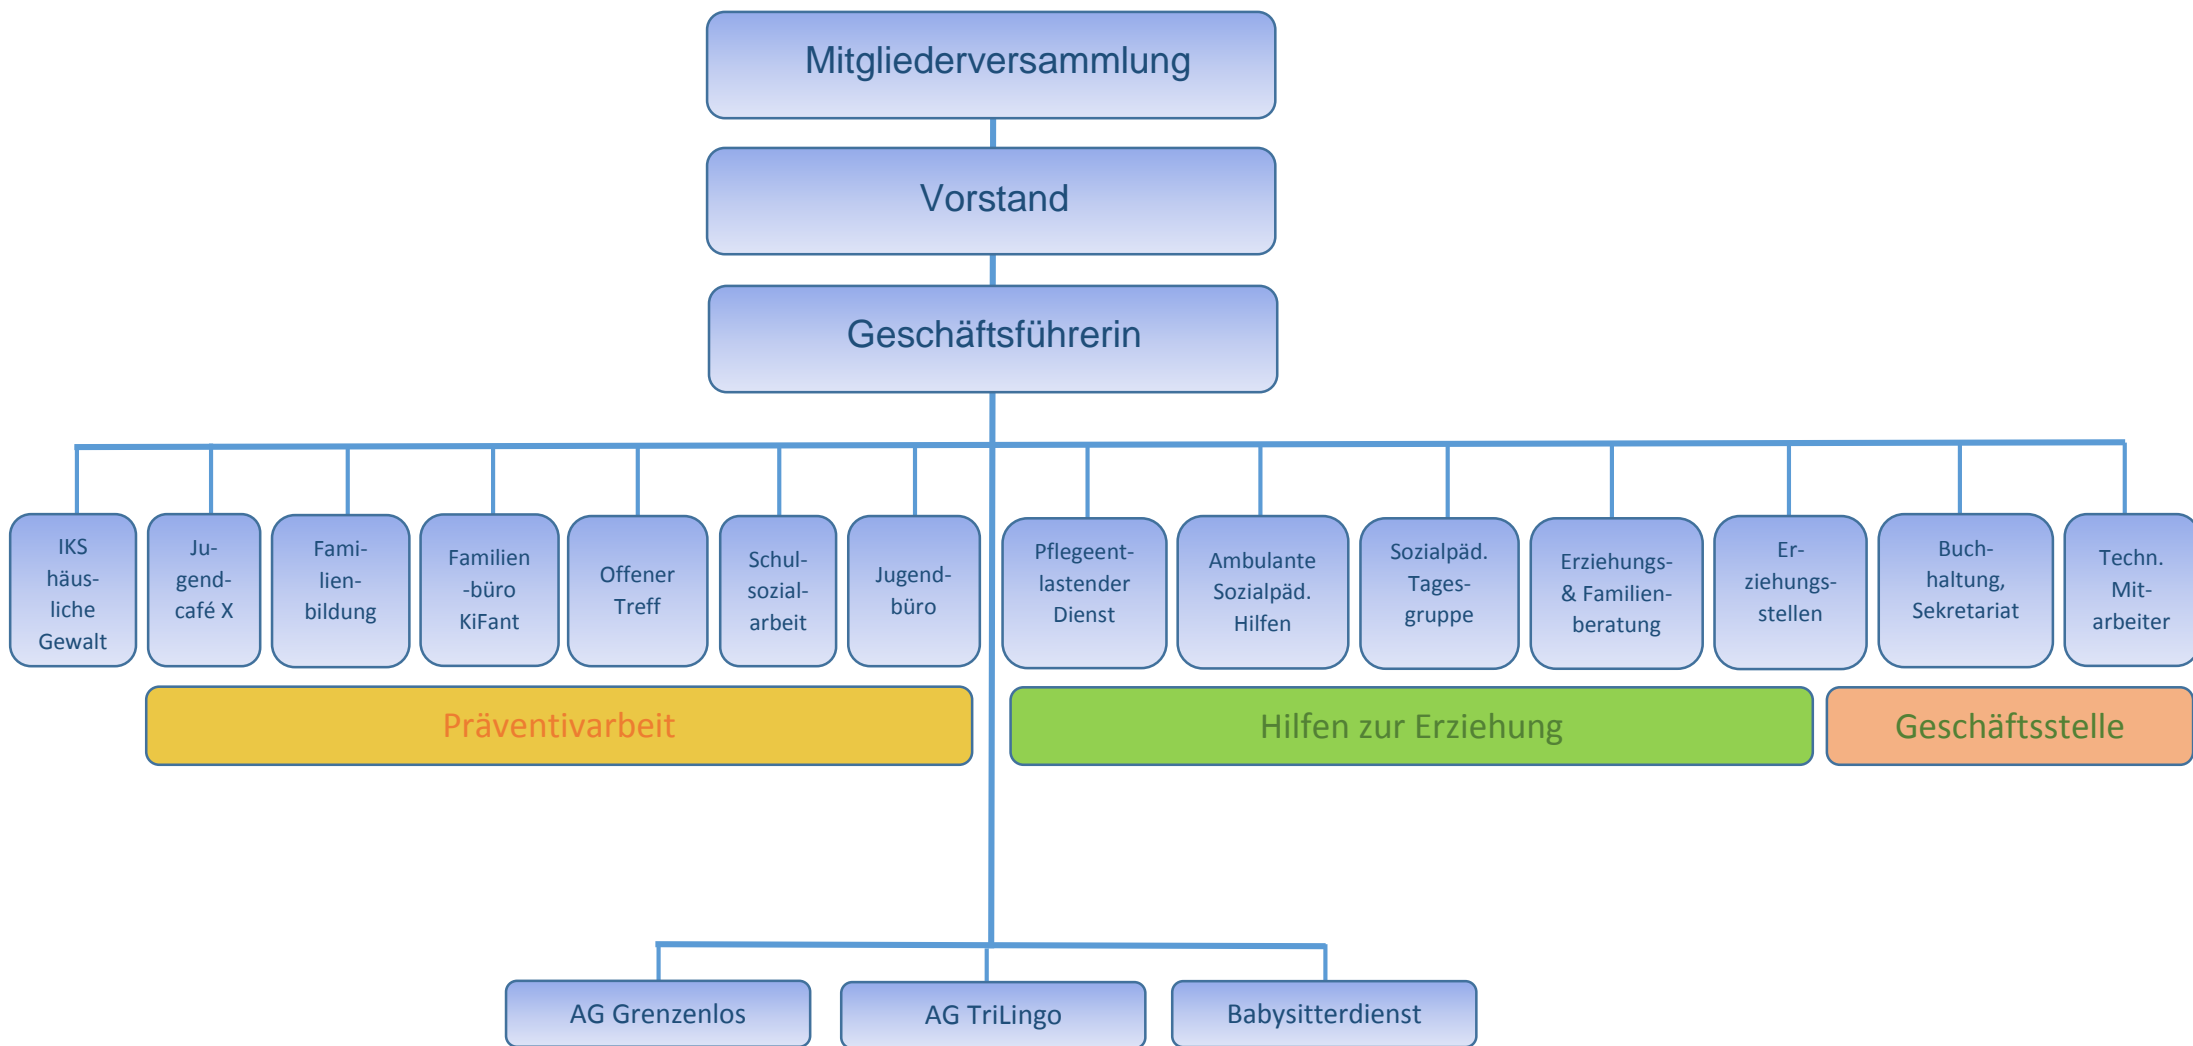 Mitgliederversammlung
Vorstand
Geschäftsführerin
IKS
häus-
liche
Gewalt
Ju-
gend-
café X
Fami-
lien-
bildung
Familien
-büro
KiFant
Offener
Treff
Schul-
sozial-
arbeit
Jugend-
büro
Pflegeent-
lastender
Dienst
Ambulante
Sozialpäd.
Hilfen
Sozialpäd.
Tages-
gruppe
Erziehungs-
& Familien-
beratung
Er-
ziehungs-
stellen
Buch-
haltung,
Sekretariat
Techn.
Mit-
arbeiter
Präventivarbeit
Hilfen zur Erziehung
Geschäftsstelle
AG Grenzenlos
AG TriLingo
Babysitterdienst